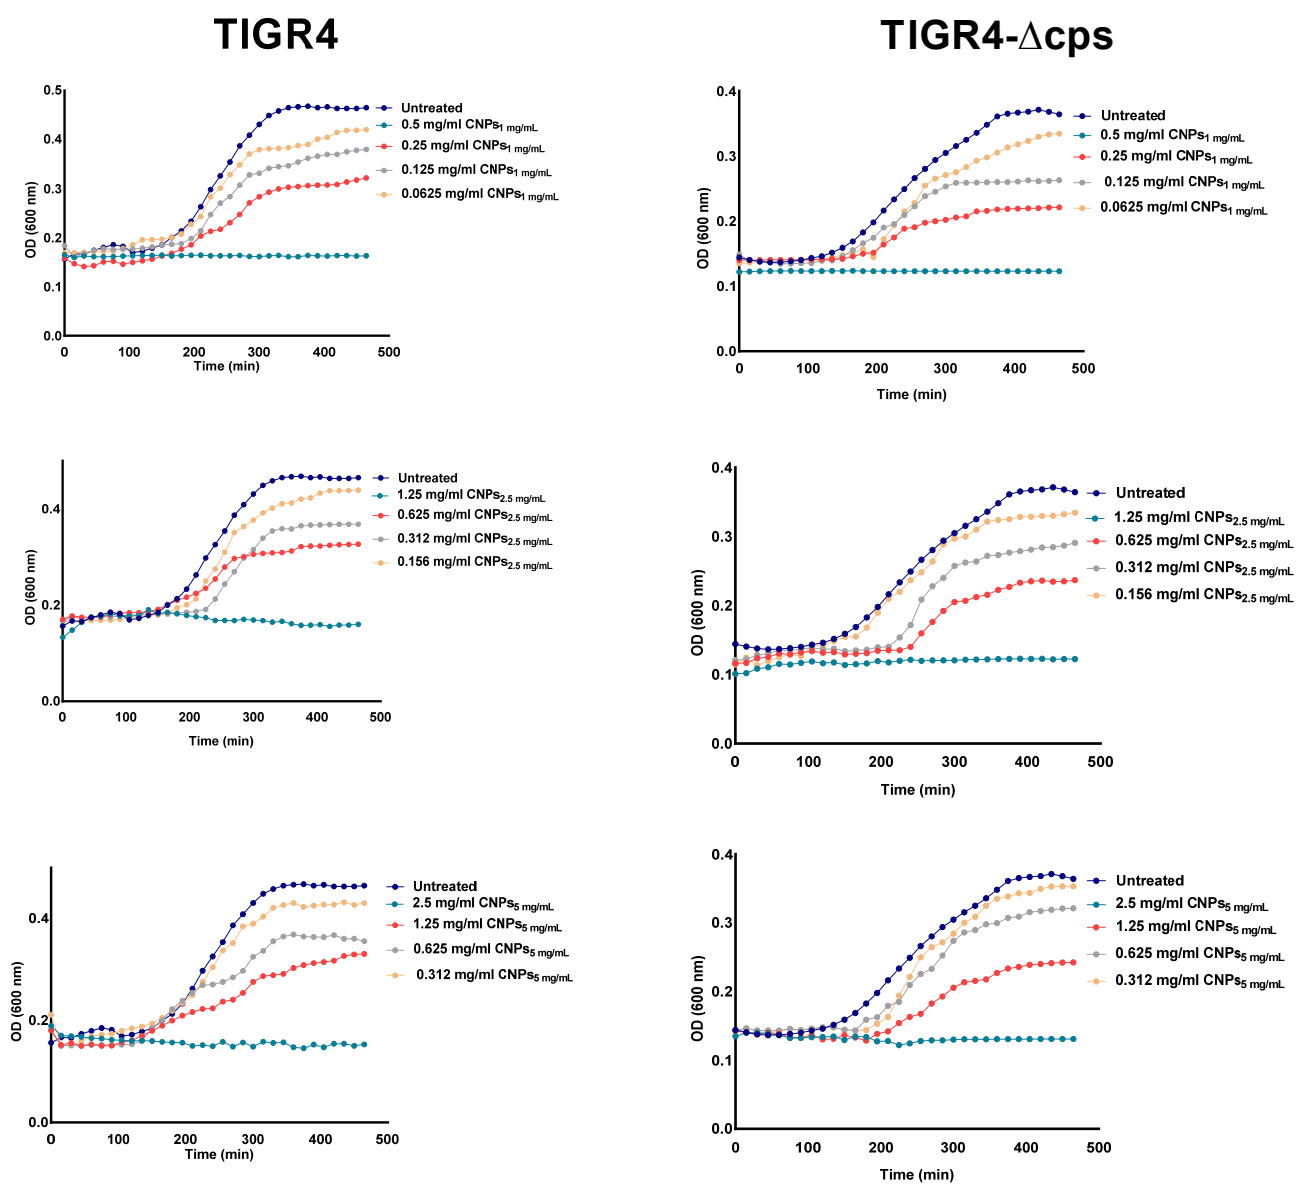 TIGR4
TIGR4-Δcps
0.5
0.4
0.3
0.2
0.1
0.0
OD (600 nm)
0 100 200 300 400 500
Time (min)
Untreated
0.5 mg/ml CNPs1 mg/mL
0.25 mg/ml CNPs1 mg/mL
0.125 mg/ml CNPs1 mg/mL
0.0625 mg/ml CNPs1 mg/mL
0.4
0.3
0.2
0.1
0.0
OD (600 nm)
0 100 200 300 400 500
Time (min)
Untreated
0.5 mg/ml CNPs1 mg/mL
0.25 mg/ml CNPs1 mg/mL
0.125 mg/ml CNPs1 mg/mL
0.0625 mg/ml CNPs1 mg/mL
0.4
0.2
0.0
OD (600 nm)
0 100 200 300 400 500
Time (min)
Untreated
1.25 mg/ml CNPs2.5 mg/mL
0.625 mg/ml CNPs2.5 mg/mL
0.312 mg/ml CNPs2.5 mg/mL
0.156 mg/ml CNPs2.5 mg/mL
0.4
0.3
0.2
0.1
0.0
OD (600 nm)
0 100 200 300 400 500
Time (min)
Untreated
1.25 mg/ml CNPs2.5 mg/mL
0.625 mg/ml CNPs2.5 mg/mL
0.312 mg/ml CNPs2.5 mg/mL
0.156 mg/ml CNPs2.5 mg/mL
0.4
0.2
0.0
OD (600 nm)
0 100 200 300 400 500
Time (min)
Untreated
2.5 mg/ml CNPs5 mg/mL
1.25 mg/ml CNPs5 mg/mL
0.625 mg/ml CNPs5 mg/mL
0.312 mg/ml CNPs5 mg/mL
0.4
0.3
0.2
0.1
0.0
OD (600 nm)
0 100 200 300 400 500
Time (min)
Untreated
2.5 mg/ml CNPs5 mg/mL
1.25 mg/ml CNPs5 mg/mL
0.625 mg/ml CNPs5 mg/mL
0.312 mg/ml CNPs5 mg/mL